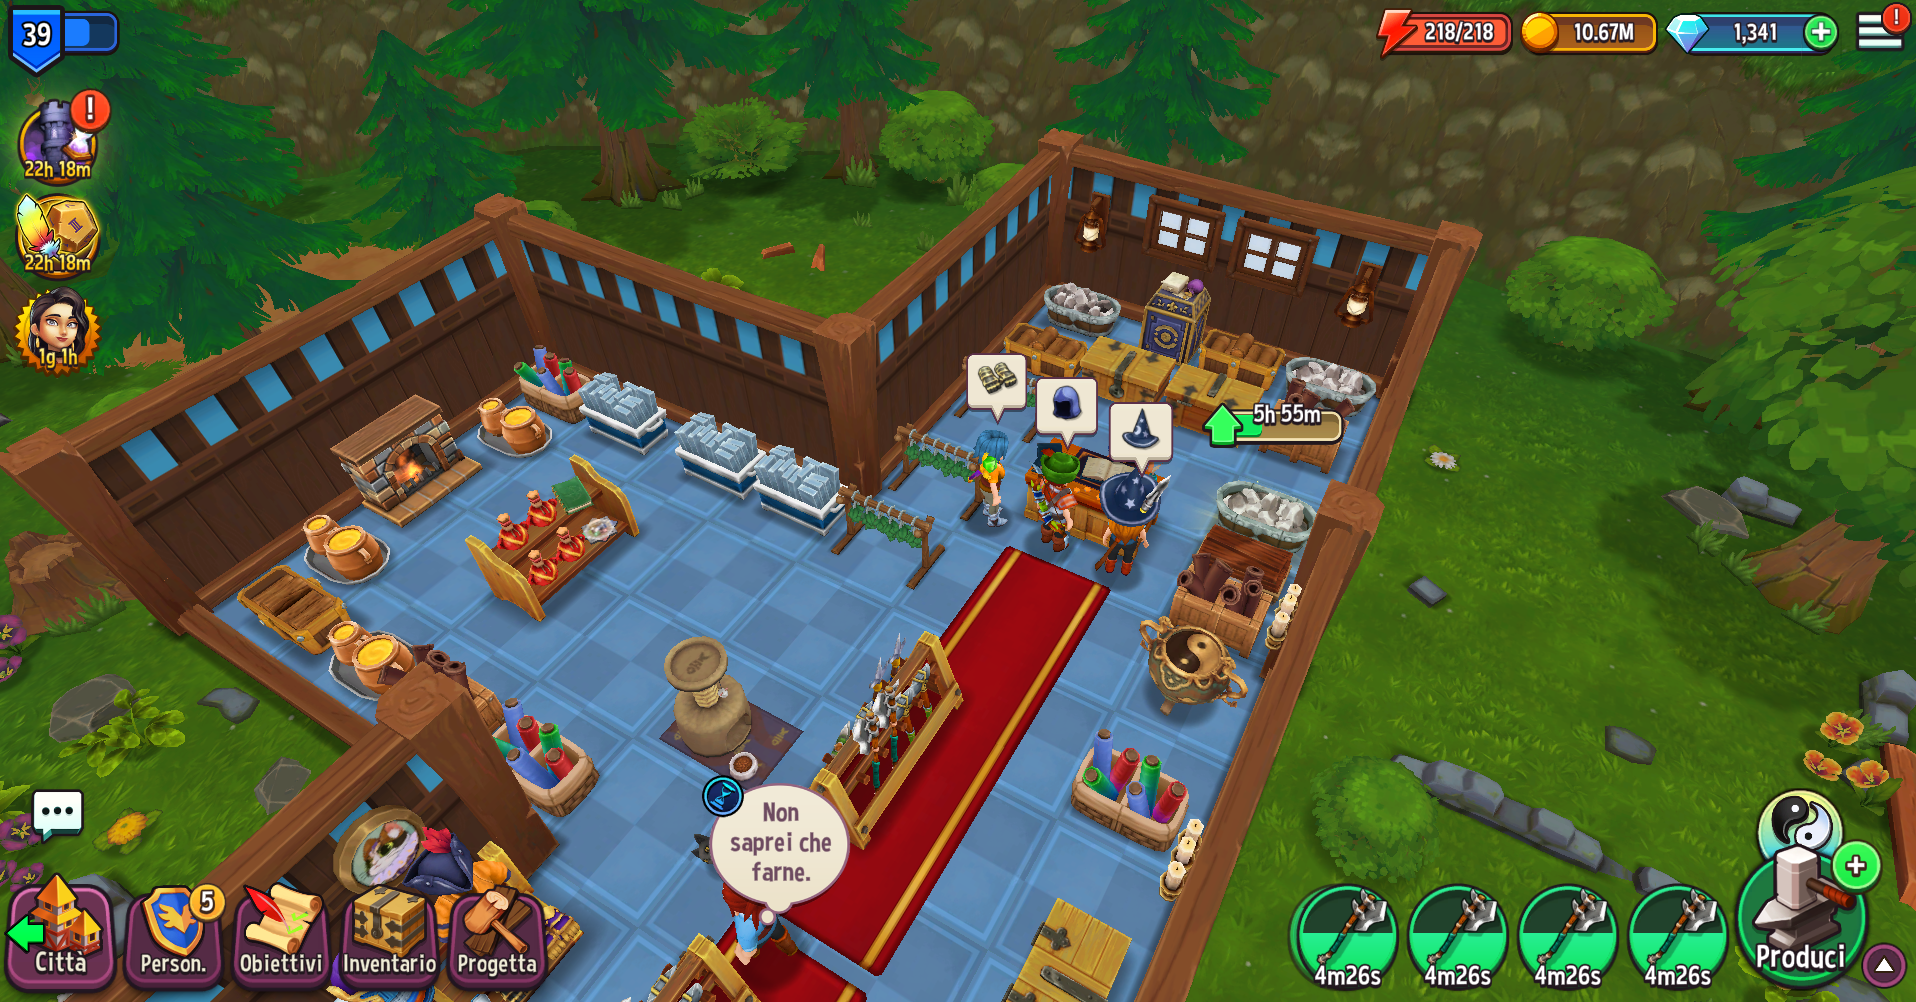 39
218/218
10.67M
1,341
!
!
22h 18m
22h 18m
1g 1h
5h 55m
Non
saprei che
farne.
5
Città
Person.
Obiettivi
Inventario
Progetta
4m26s
4m26s
4m26s
4m26s
Produci